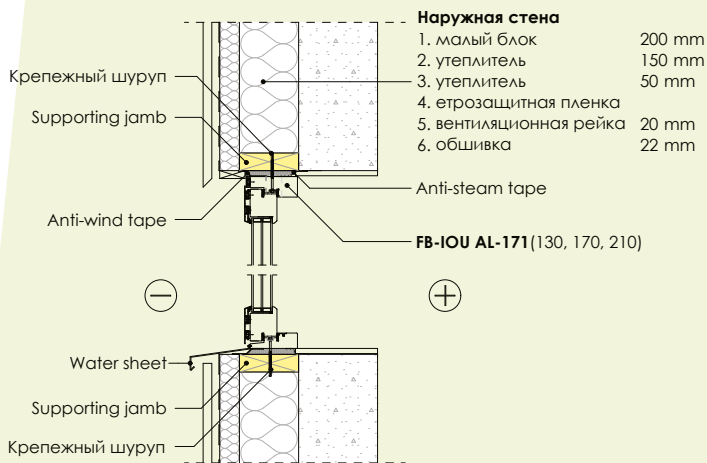 Наружная стена
1. малый блок 200 mm
2. утеплитель 150 mm
3. утеплитель 50 mm
4. етрозащитная пленка
5. вентиляционная рейка 20 mm
6. обшивка 22 mm
Крепежный шуруп
Supporting jamb
Anti-steam tape
Anti-wind tape
FB-IOU AL-171(130, 170, 210)
Water sheet
Supporting jamb
Крепежный шуруп